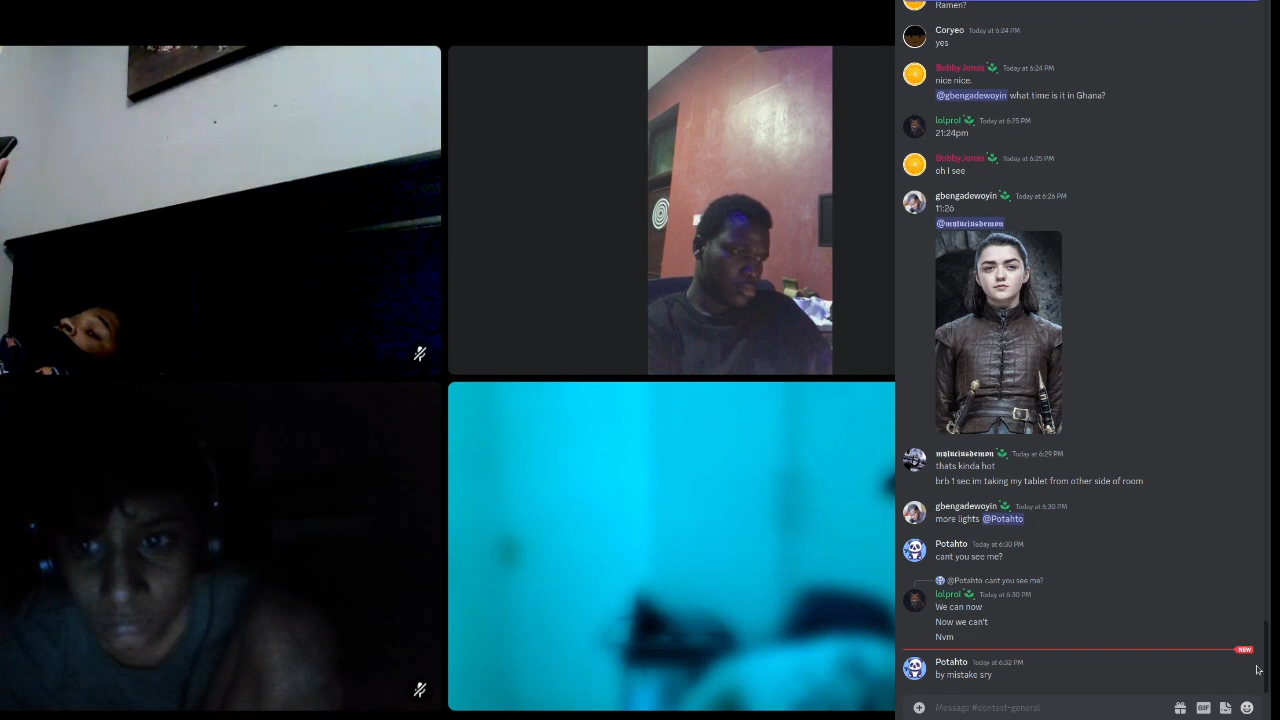 Ramen?
Coryeo Today at 6:24 PM
yes
BobbyJonas Today at 6:24 PM
nice nice.
@gbengadewoyin what time is it in Ghana?
lolprol Today at 6:25 PM
21:24pm
BobbyJonas Today at 6:25 PM
oh I see
gbengadewoyin Today at 6:26 PM
11:26
@myluciusdemon
myluciusdemon Today at 6:29 PM
thats kinda hot
brb 1 sec im taking my tablet from other side of room
gbengadewoyin Today at 6:30 PM
more lights @Potahto
Potahto Today at 6:30 PM
cant you see me?
@Potahto cant you see me?
lolprol Today at 6:30 PM
We can now
Now we can't
Nvm
NEW
Potahto Today at 6:32 PM
by mistake sry
Message #contest-general
GIF